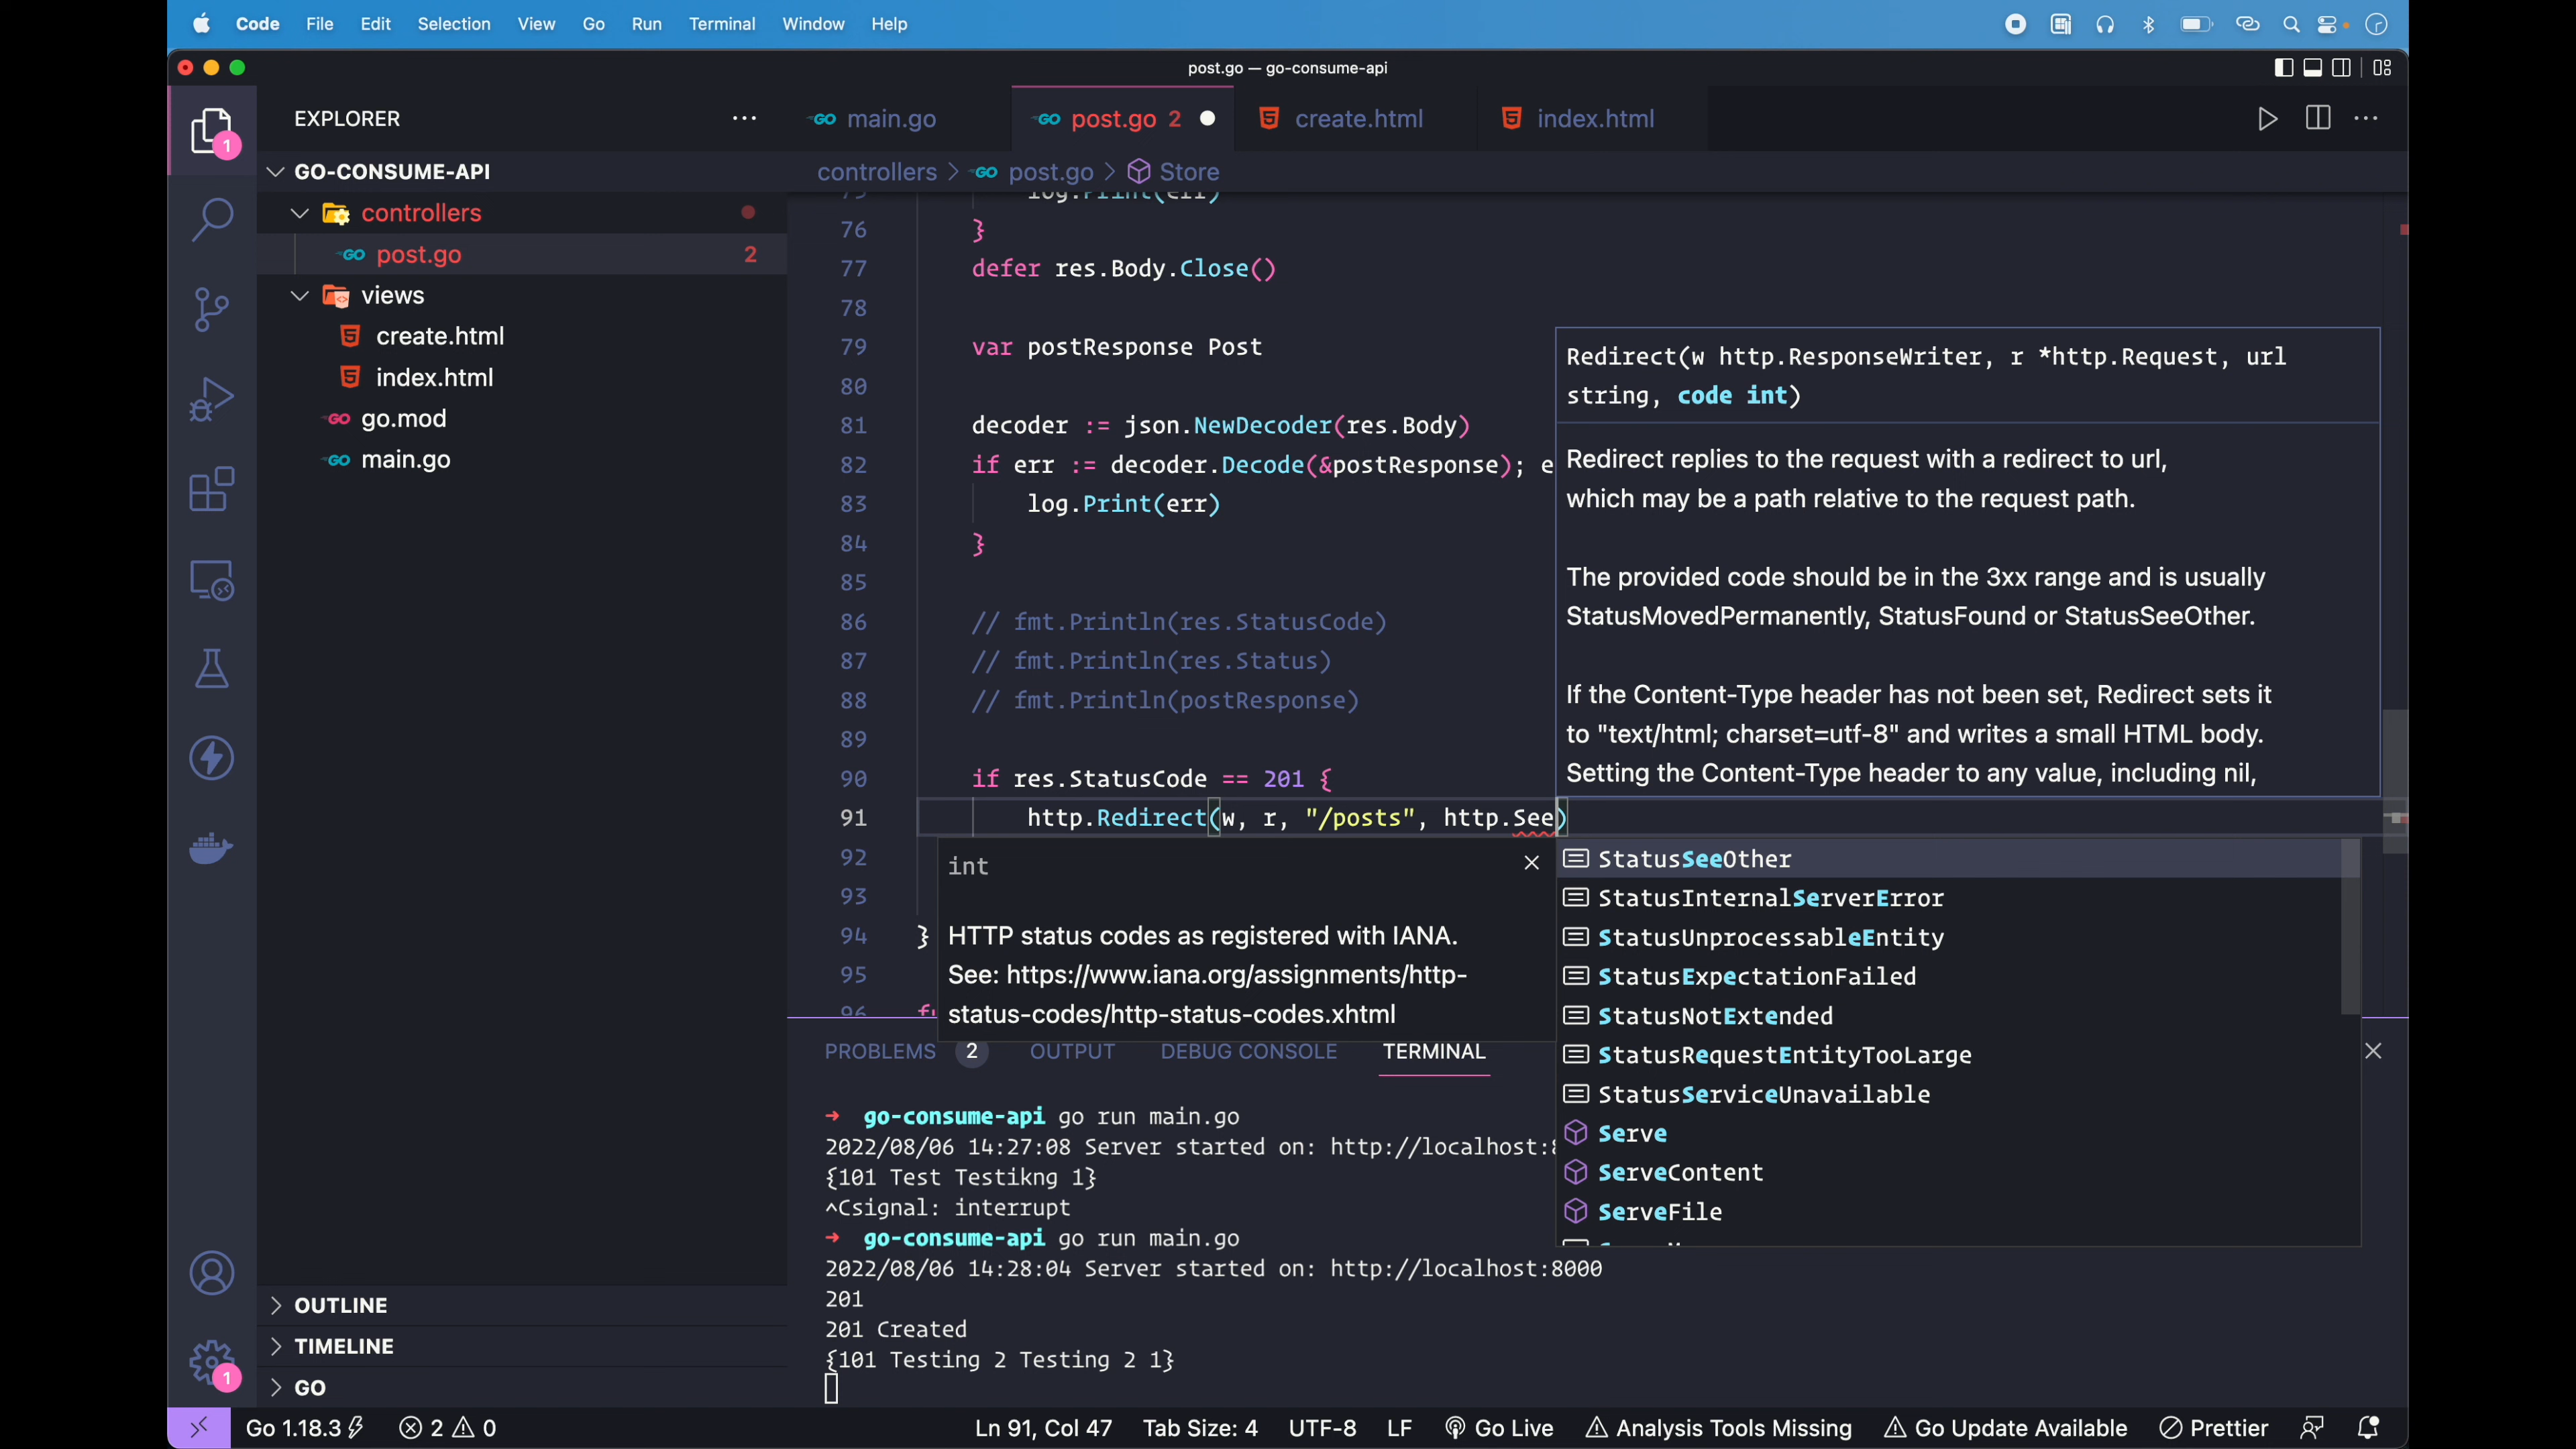 Code File Edit Selection View Go Run Terminal Window Help
post.go — go-consume-api
EXPLORER
main.go
post.go 2
create.html
index.html
GO-CONSUME-API
controllers
post.go 2
views
create.html
index.html
go.mod
main.go
OUTLINE
TIMELINE
GO
1
1
controllers > post.go > Store
75 log.Print(err)
76 }
77 defer res.Body.Close()
78
79 var postResponse Post
80
81 decoder := json.NewDecoder(res.Body)
82 if err := decoder.Decode(&postResponse); e
83 log.Print(err)
84 }
85
86 // fmt.Println(res.StatusCode)
87 // fmt.Println(res.Status)
88 // fmt.Println(postResponse)
89
90 if res.StatusCode == 201 {
91 http.Redirect(w, r, "/posts", http.See)
92
93
94 }
95
96
Redirect(w http.ResponseWriter, r *http.Request, url
string, code int)
Redirect replies to the request with a redirect to url,
which may be a path relative to the request path.
The provided code should be in the 3xx range and is usually
StatusMovedPermanently, StatusFound or StatusSeeOther.
If the Content-Type header has not been set, Redirect sets it
to "text/html; charset=utf-8" and writes a small HTML body.
Setting the Content-Type header to any value, including nil,
int
HTTP status codes as registered with IANA.
See: https://www.iana.org/assignments/http-
status-codes/http-status-codes.xhtml
StatusSeeOther
StatusInternalServerError
StatusUnprocessableEntity
StatusExpectationFailed
StatusNotExtended
StatusRequestEntityTooLarge
StatusServiceUnavailable
Serve
ServeContent
ServeFile
PROBLEMS 2 OUTPUT DEBUG CONSOLE TERMINAL
➜ go-consume-api go run main.go
2022/08/06 14:27:08 Server started on: http://localhost:8
{101 Test Testikng 1}
^Csignal: interrupt
➜ go-consume-api go run main.go
2022/08/06 14:28:04 Server started on: http://localhost:8000
201
201 Created
{101 Testing 2 Testing 2 1}
Go 1.18.3 2 0 Ln 91, Col 47 Tab Size: 4 UTF-8 LF Go Live Analysis Tools Missing Go Update Available Prettier